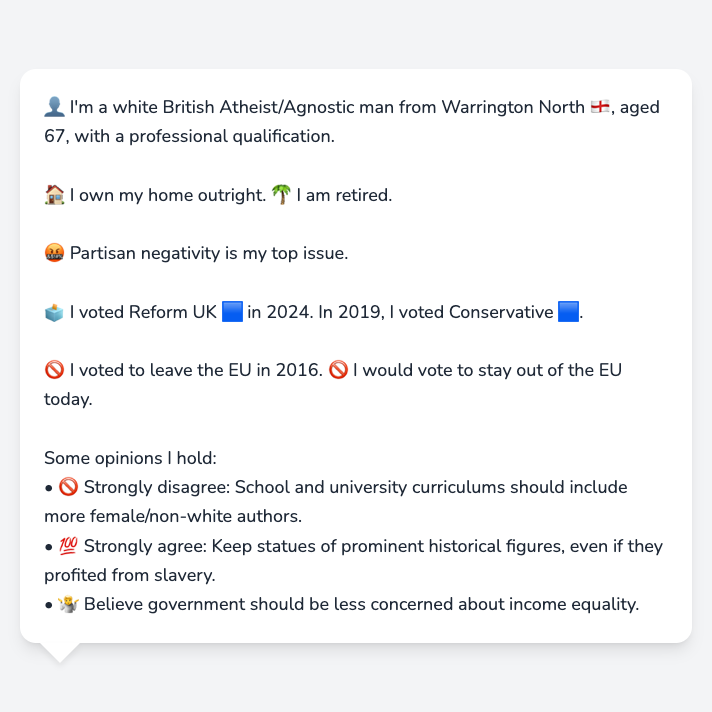 👤 I'm a white British Atheist/Agnostic man from Warrington North 🏴󠁧󠁢󠁥󠁮󠁧󠁿, aged
67, with a professional qualification.
🏠 I own my home outright. 🌴 I am retired.
🤬 Partisan negativity is my top issue.
🗳️ I voted Reform UK 🟦 in 2024. In 2019, I voted Conservative 🟦.
🚫 I voted to leave the EU in 2016. 🚫 I would vote to stay out of the EU
today.
Some opinions I hold:
• 🚫 Strongly disagree: School and university curriculums should include
more female/non-white authors.
• 💯 Strongly agree: Keep statues of prominent historical figures, even if they
profited from slavery.
• 🤷 Believe government should be less concerned about income equality.